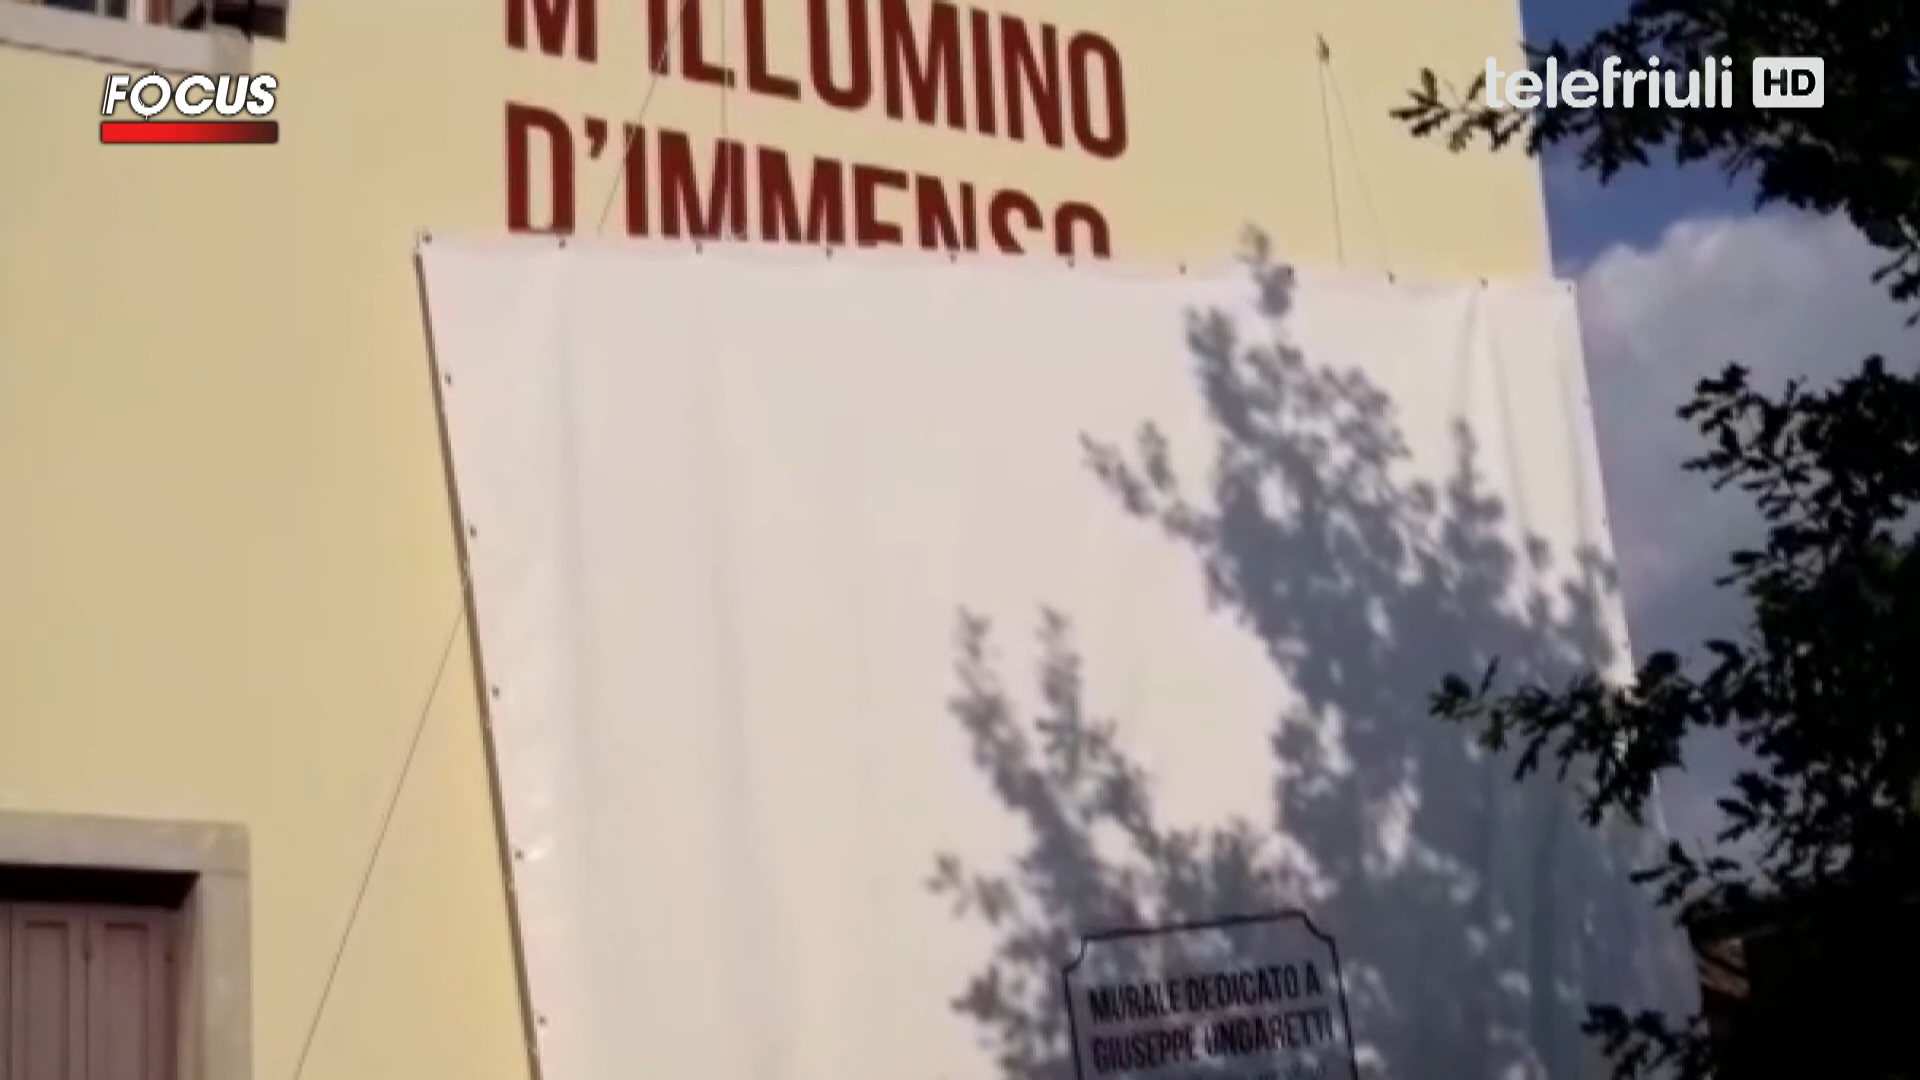 M'ILLUMINO
D'IMMENSO
FOCUS
telefriuli HD
MURALE DEDICATO A
GIUSEPPE UNGARETTI